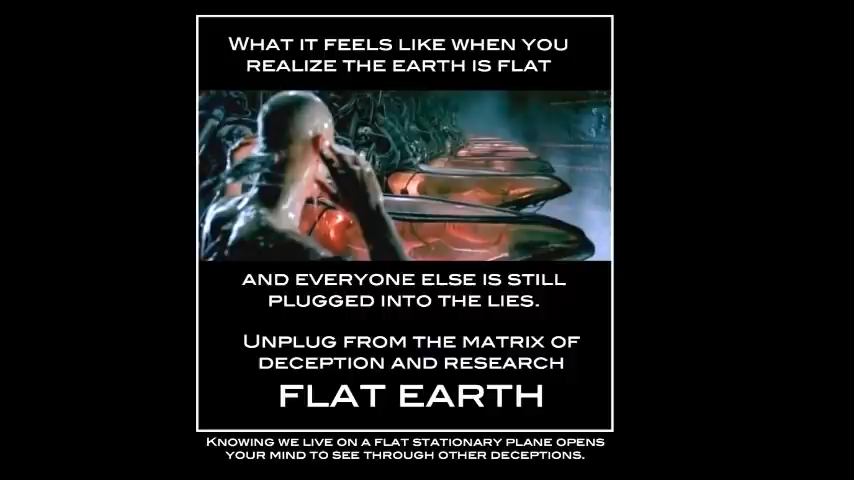 WHAT IT FEELS LIKE WHEN YOU
REALIZE THE EARTH IS FLAT
AND EVERYONE ELSE IS STILL
PLUGGED INTO THE LIES.
UNPLUG FROM THE MATRIX OF
DECEPTION AND RESEARCH
FLAT EARTH
KNOWING WE LIVE ON A FLAT STATIONARY PLANE OPENS
YOUR MIND TO SEE THROUGH OTHER DECEPTIONS.